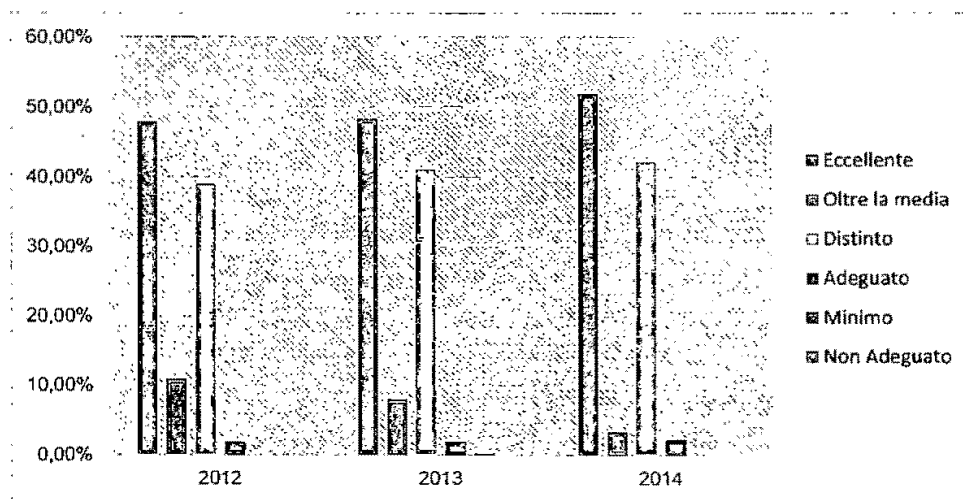 60,00%
50,00%
40,00%
30,00%
20,00%
10,00%
0,00%
2012 2013 2014
Eccellente
Oltre la media
Distinto
Adeguato
Minimo
Non Adeguato